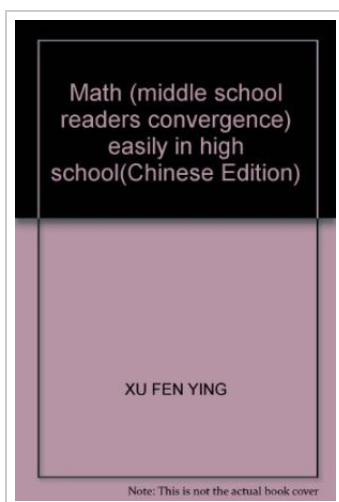 Math (middle school
readers convergence)
easily in high
school(Chinese Edition)
XU FEN YING
Note: This is not the actual book cover